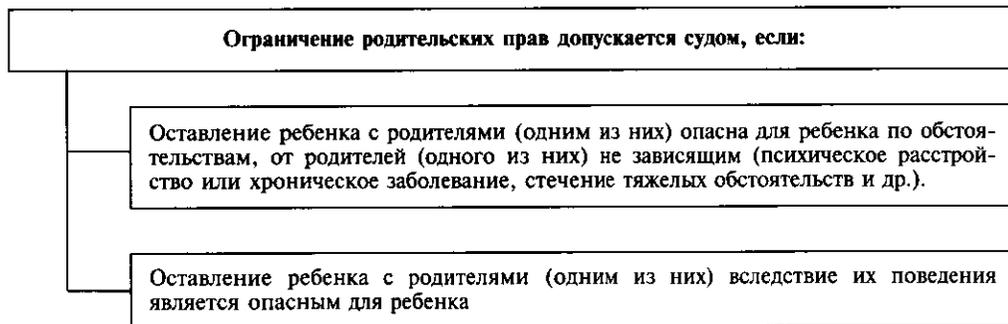 Ограничение родительских прав допускается судом, если:
Оставление ребенка с родителями (одним из них) опасна для ребенка по обстоя-
тельствам, от родителей (одного из них) не зависящим (психическое расстрой-
ство или хроническое заболевание, стечение тяжелых обстоятельств и др.).
Оставление ребенка с родителями (одним из них) вследствие их поведения
является опасным для ребенка